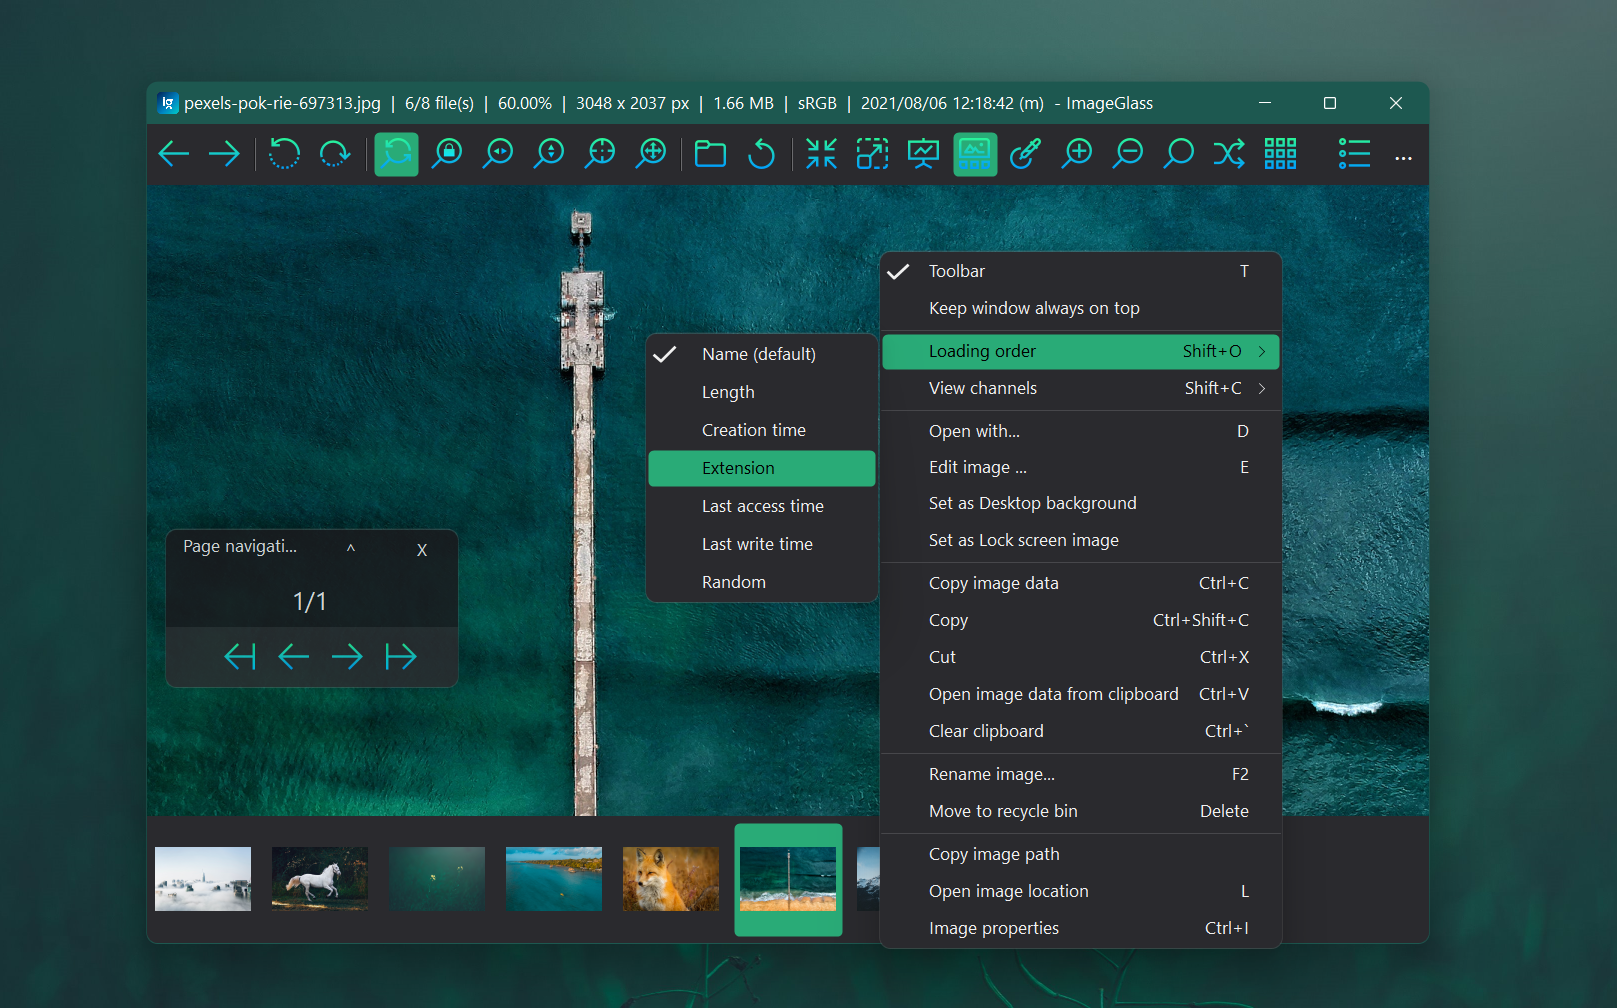 pexels-pok-rie-697313.jpg | 6/8 file(s) | 60.00% | 3048 x 2037 px | 1.66 MB | sRGB | 2021/08/06 12:18:42 (m) - ImageGlass
Toolbar T
Keep window always on top
Loading order Shift+O
View channels Shift+C
Open with... D
Edit image ... E
Set as Desktop background
Set as Lock screen image
Copy image data Ctrl+C
Copy Ctrl+Shift+C
Cut Ctrl+X
Open image data from clipboard Ctrl+V
Clear clipboard Ctrl+`
Rename image... F2
Move to recycle bin Delete
Copy image path
Open image location L
Image properties Ctrl+I
Name (default)
Length
Creation time
Extension
Last access time
Last write time
Random
Page navigati... ^ X
1/1